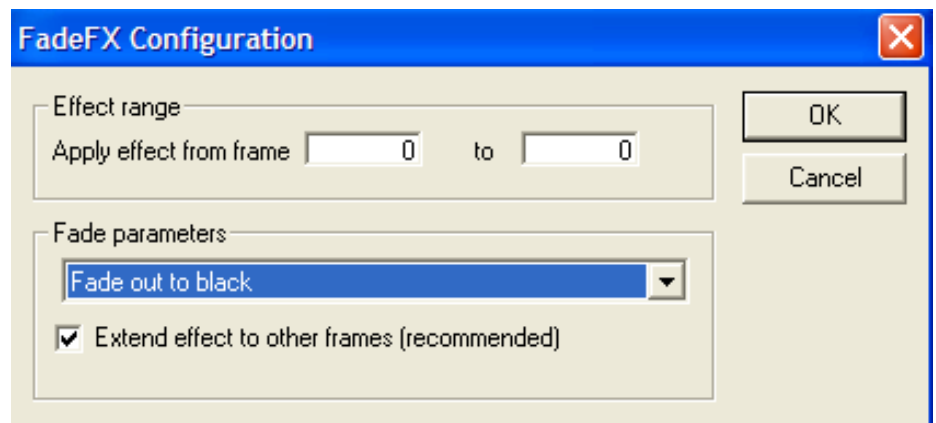 FadeFX Configuration
Effect range
Apply effect from frame 0 to 0
OK
Cancel
Fade parameters
Fade out to black
Extend effect to other frames (recommended)